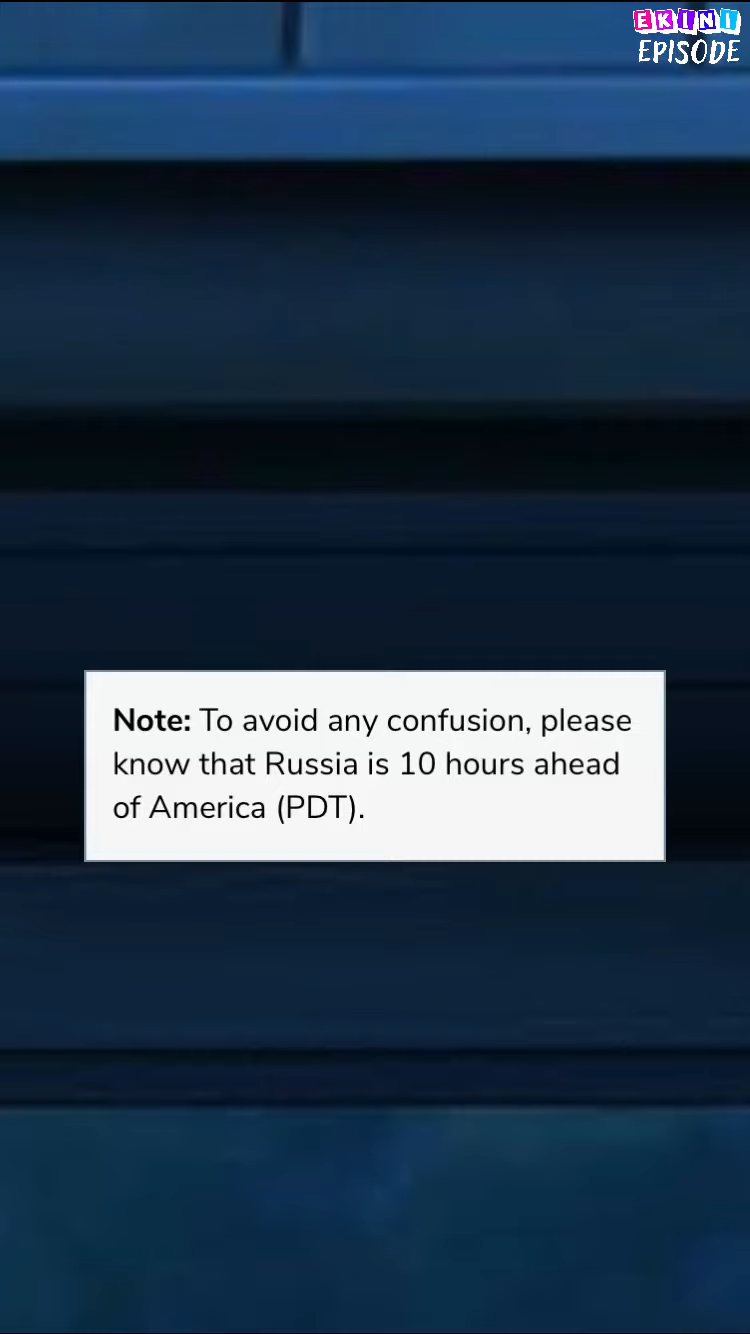 EKINI
EPISODE
Note: To avoid any confusion, please
know that Russia is 10 hours ahead
of America (PDT).